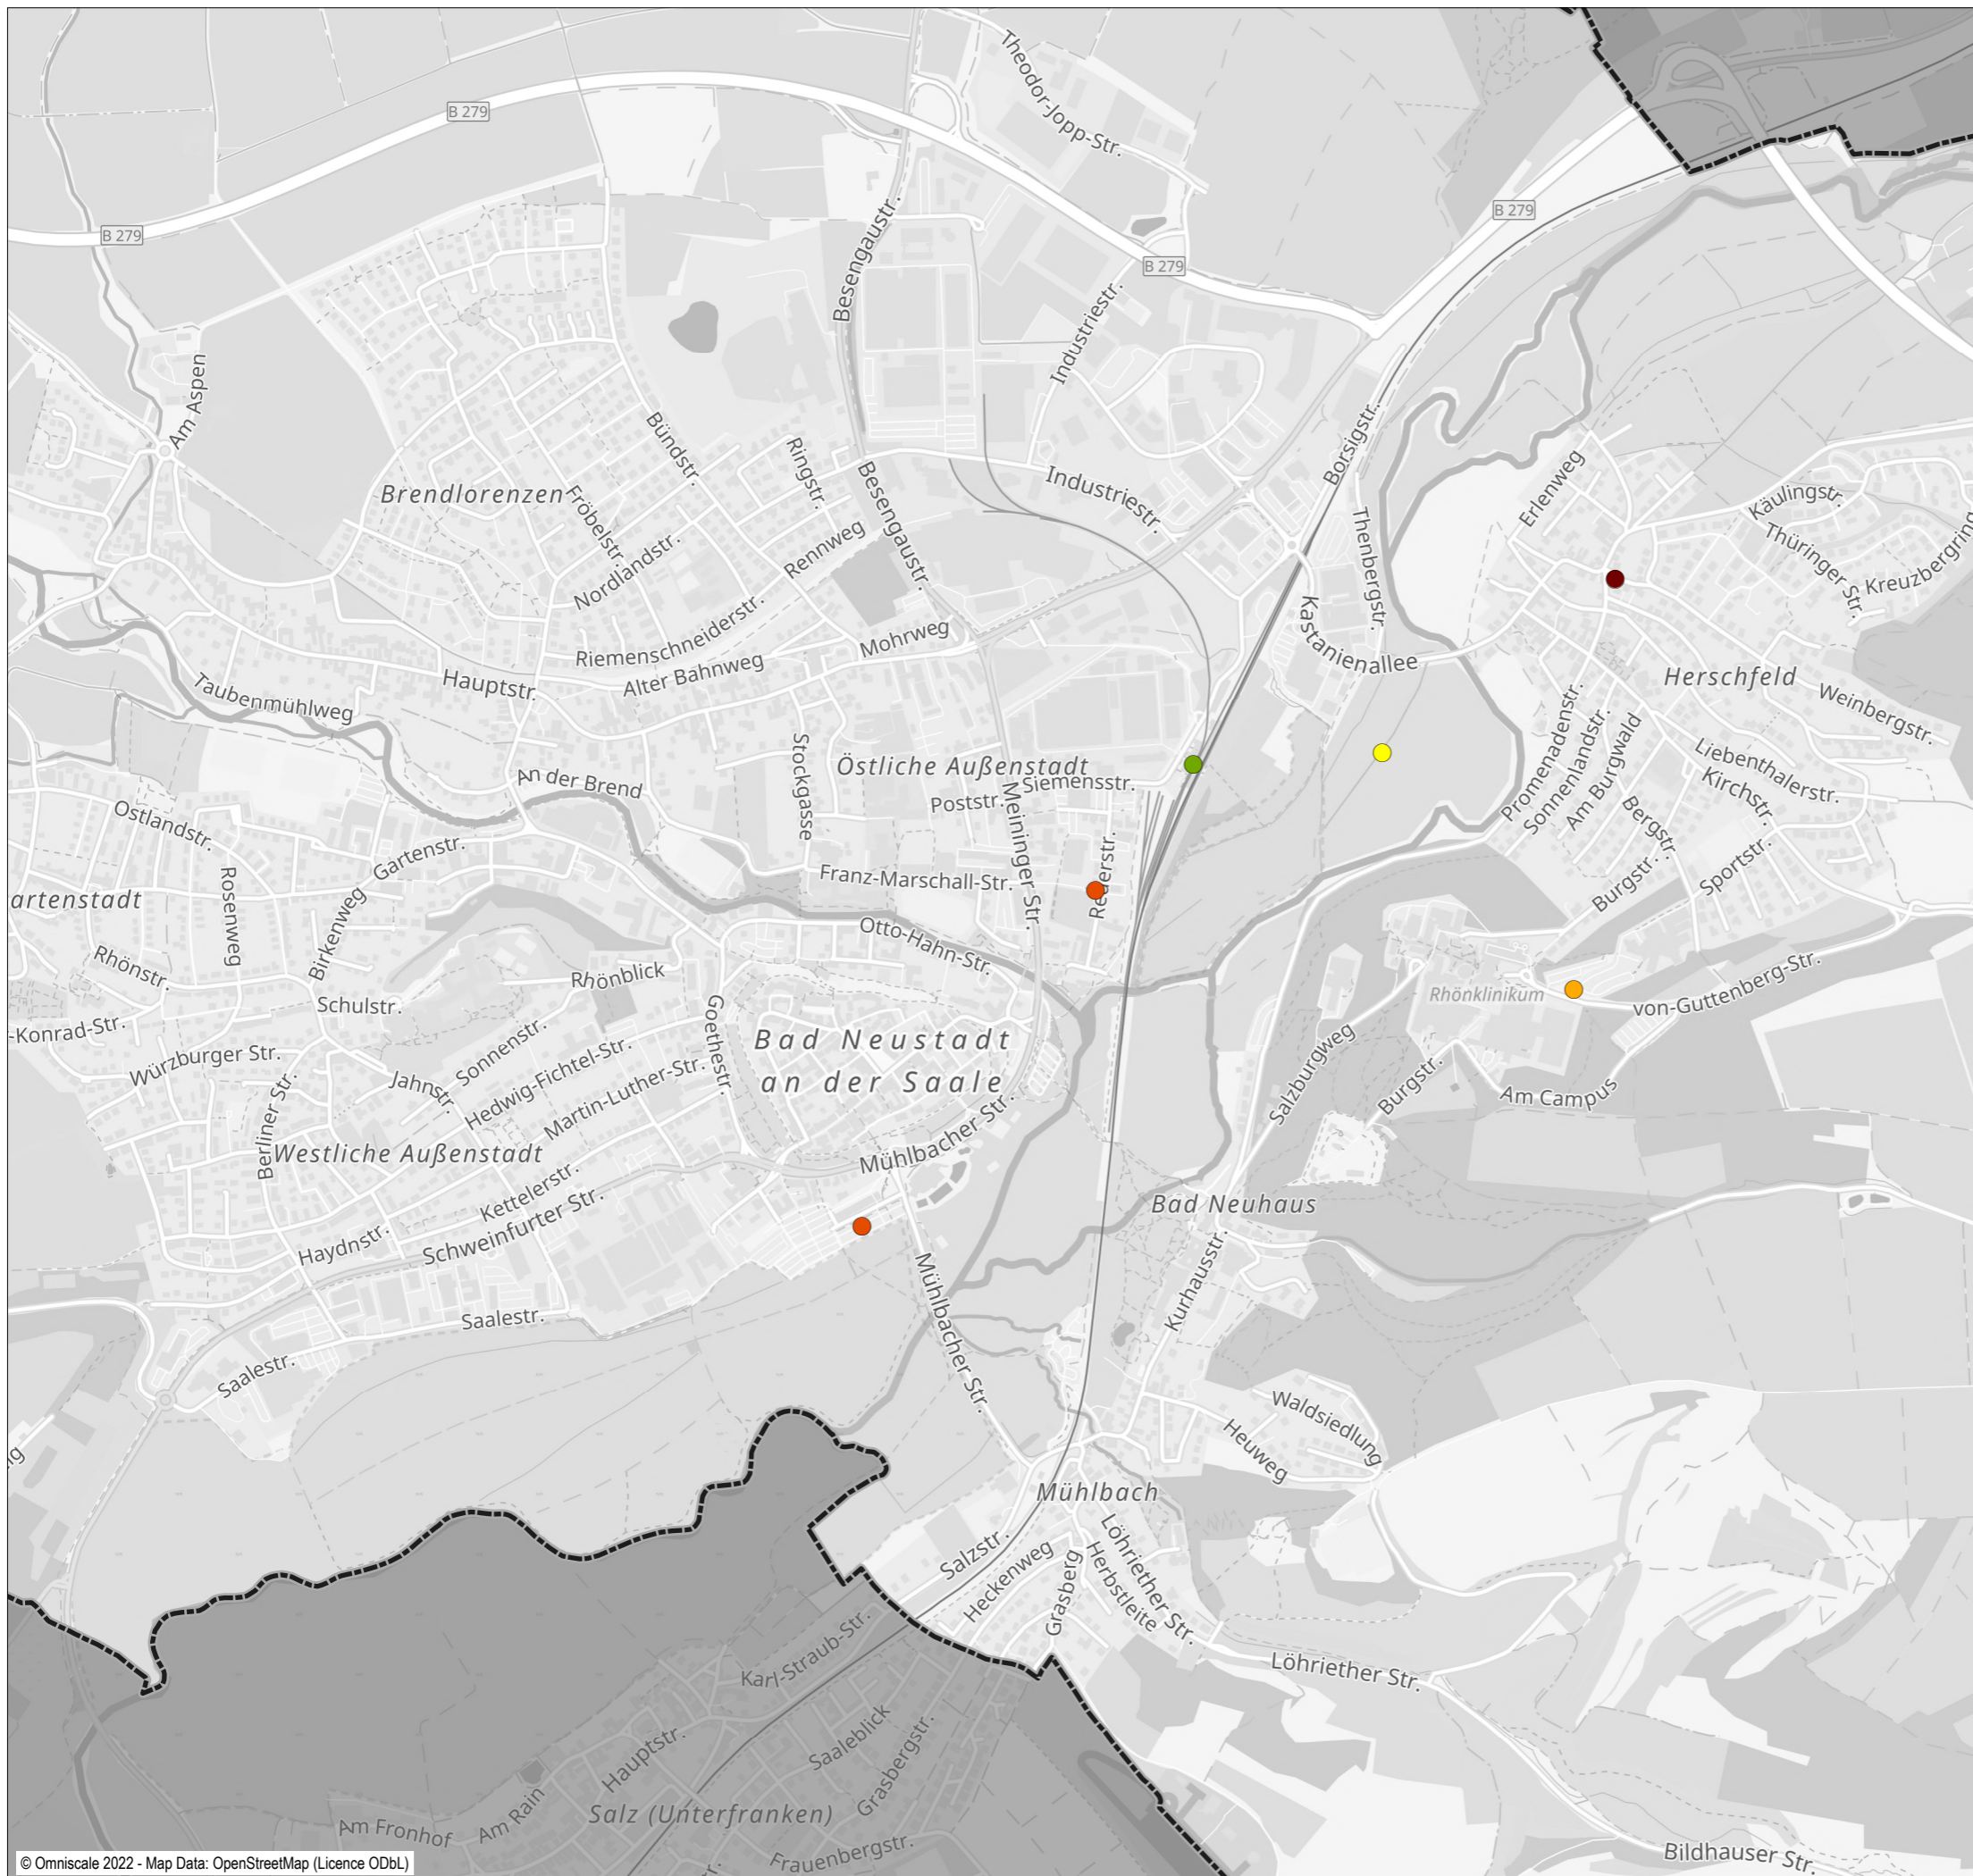 Theodor-Jopp-Str.
B 279
B 279
B 279
B 279
Besengaustr.
Industriestr.
Am Aspen
Bündstr.
Ringstr.
Borsigstr.
Brendlorenzen
Fröbelstr.
Besengaustr.
Industriestr.
Erlenweg
Käulingstr.
Thüringer Str.
Kreuzbergring
Nordlandstr.
Rennweg
Thenbergstr.
Riemenschneiderstr.
Mohrweg
Kastanienallee
Alter Bahnweg
Hauptstr.
Taubenmühlweg
Herschfeld
Weinbergstr.
Promenadenstr.
Sonnenlandstr.
Am Burgwald
Liebenthalerstr.
Kirchstr.
Bergstr.
Stockgasse
Östliche Außenstadt
Siemensstr.
Poststr.
An der Brend
Meininger Str.
Ostlandstr.
Gartenstr.
Franz-Marschall-Str.
Burgstr.
Sportstr.
artenstadt
Rosenweg
Birkenweg
Otto-Hahn-Str.
Rhönstr.
Rhönblick
Schulstr.
Goethestr.
Rhönklinikum
von-Guttenberg-Str.
-Konrad-Str.
Bad Neustadt
an der Saale
Sonnenstr.
Hedwig-Fichtel-Str.
Würzburger Str.
Jahnstr.
Martin-Luther-Str.
Berliner Str.
Salzburgweg
Burgstr.
Am Campus
Westliche Außenstadt
Mühlbacher Str.
Kettelerstr.
Bad Neuhaus
Schweinfurter Str.
Haydnstr.
Mühlbacher Str.
Kurhausstr.
Saalestr.
Saalestr.
Waldsiedlung
Heuweg
Mühlbach
Salzstr.
Heckenweg
Grasberg
Löhriether Str.
Herbstleite
Karl-Straub-Str.
Löhriether Str.
Hauptstr.
Saaleblick
Grasbergstr.
Salz (Unterfranken)
Am Rain
Am Fronhof
Frauenbergstr.
Bildhauser Str.
© Omniscale 2022 - Map Data: OpenStreetMap (Licence ODbL)